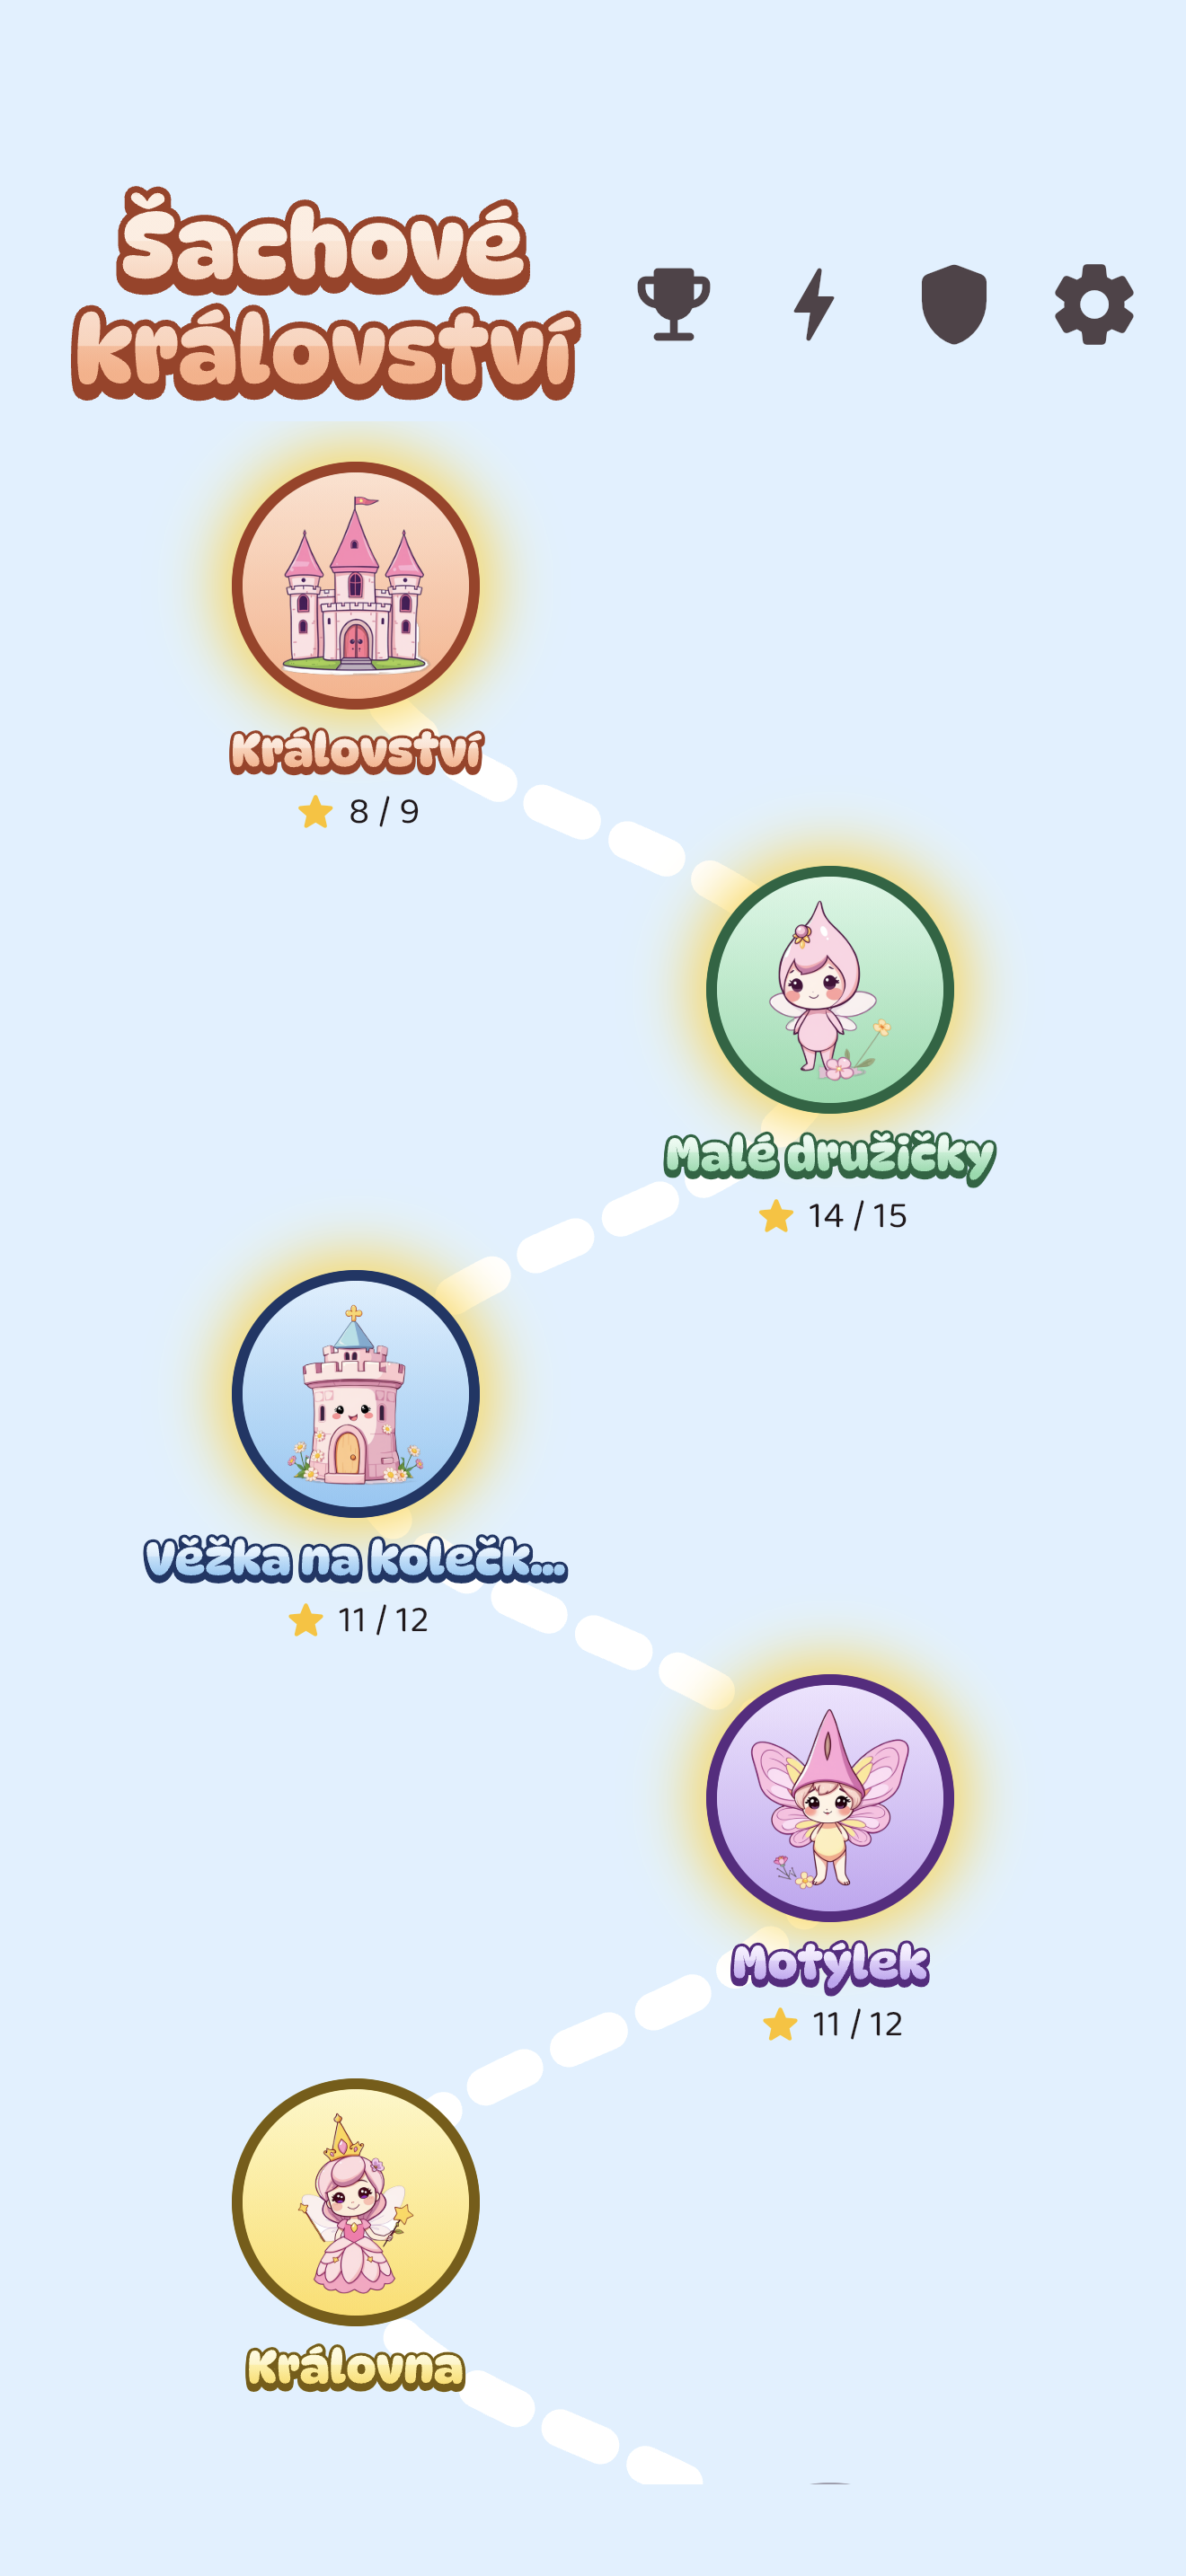 Šachové
království
Království
8 / 9
Malé družičky
14 / 15
Věžka na kolečk...
11 / 12
Motýlek
11 / 12
Královna